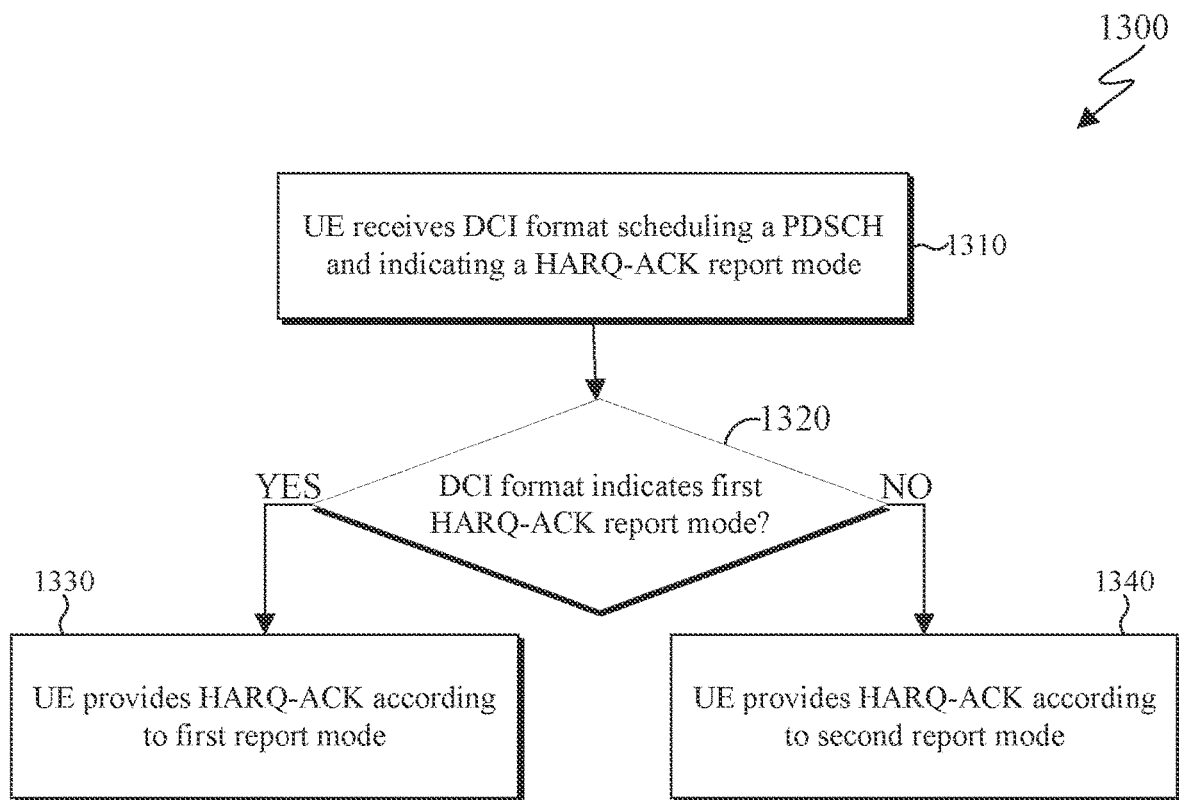 1300
UE receives DCI format scheduling a PDSCH
and indicating a HARQ-ACK report mode
1310
1320
YES
DCI format indicates first
HARQ-ACK report mode?
NO
1330
1340
UE provides HARQ-ACK according
to first report mode
UE provides HARQ-ACK according
to second report mode